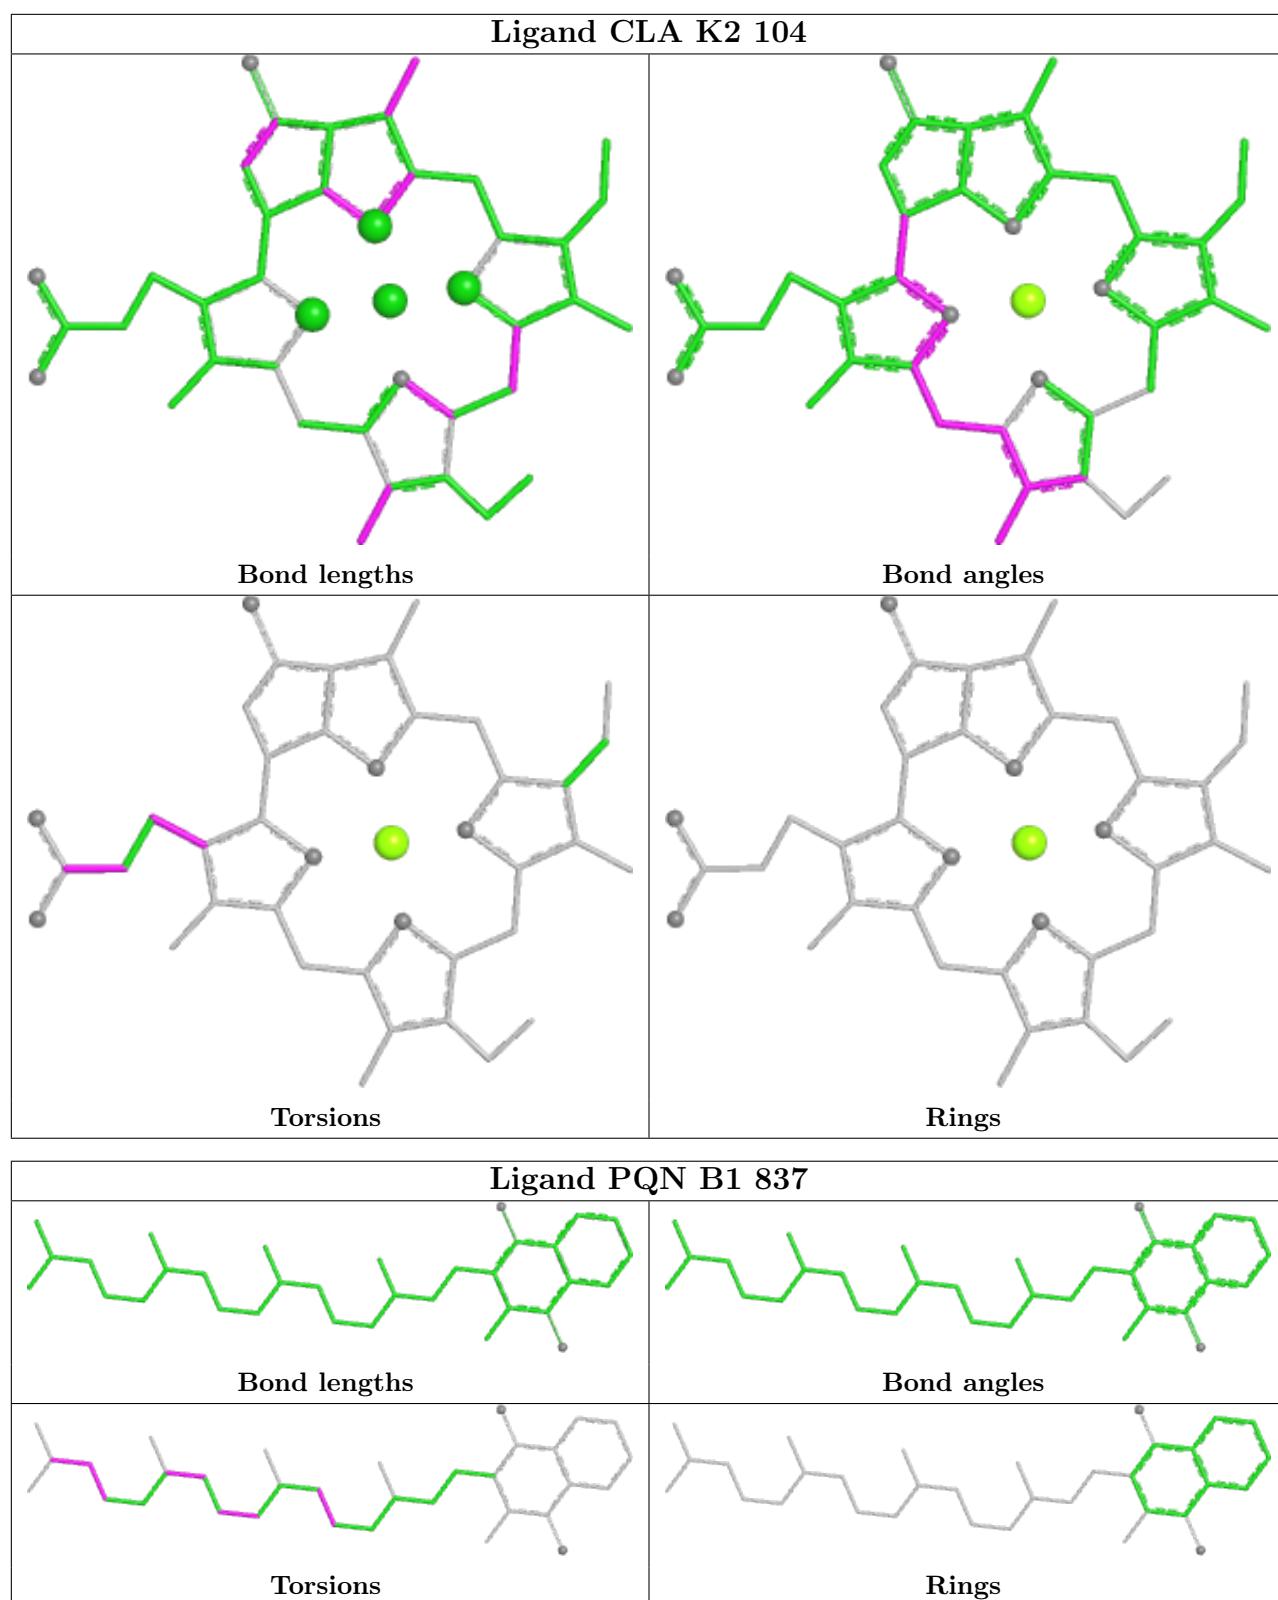 Ligand CLA K2 104
Bond lengths
Bond angles
Torsions
Rings
Ligand PQN B1 837
Bond lengths
Bond angles
Torsions
Rings